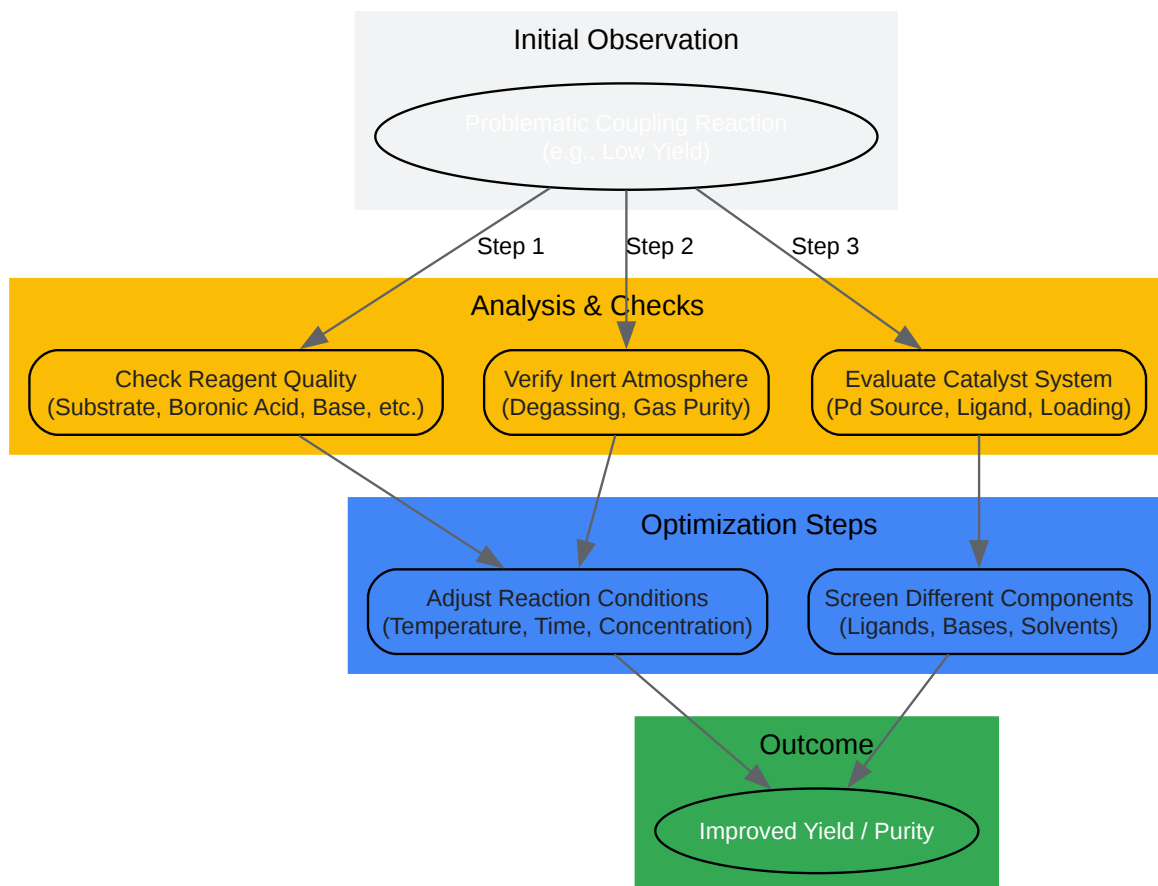 Initial Observation
Problematic Coupling Reaction
(e.g., Low Yield)
Step 1
Step 2
Step 3
Analysis & Checks
Check Reagent Quality
(Substrate, Boronic Acid, Base, etc.)
Verify Inert Atmosphere
(Degassing, Gas Purity)
Evaluate Catalyst System
(Pd Source, Ligand, Loading)
Optimization Steps
Adjust Reaction Conditions
(Temperature, Time, Concentration)
Screen Different Components
(Ligands, Bases, Solvents)
Outcome
Improved Yield / Purity